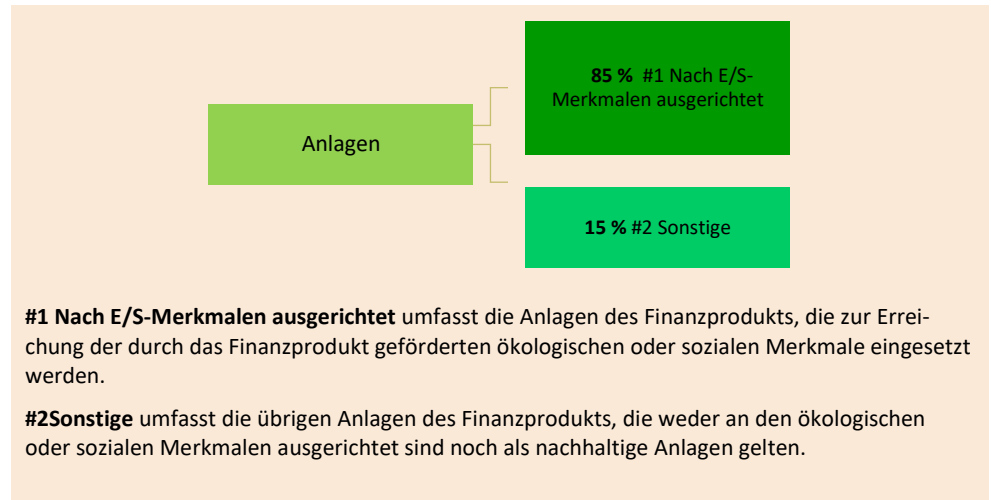 85 % #1 Nach E/S-
Merkmalen ausgerichtet
Anlagen
15 % #2 Sonstige
#1 Nach E/S-Merkmalen ausgerichtet umfasst die Anlagen des Finanzprodukts, die zur Errei-
chung der durch das Finanzprodukt geförderten ökologischen oder sozialen Merkmale eingesetzt
werden.
#2Sonstige umfasst die übrigen Anlagen des Finanzprodukts, die weder an den ökologischen
oder sozialen Merkmalen ausgerichtet sind noch als nachhaltige Anlagen gelten.